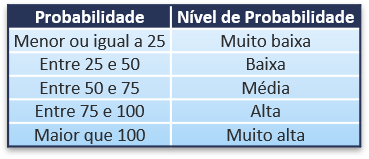 Probabilidade Nível de Probabilidade
Menor ou igual a 25 Muito baixa
Entre 25 e 50 Baixa
Entre 50 e 75 Média
Entre 75 e 100 Alta
Maior que 100 Muito alta